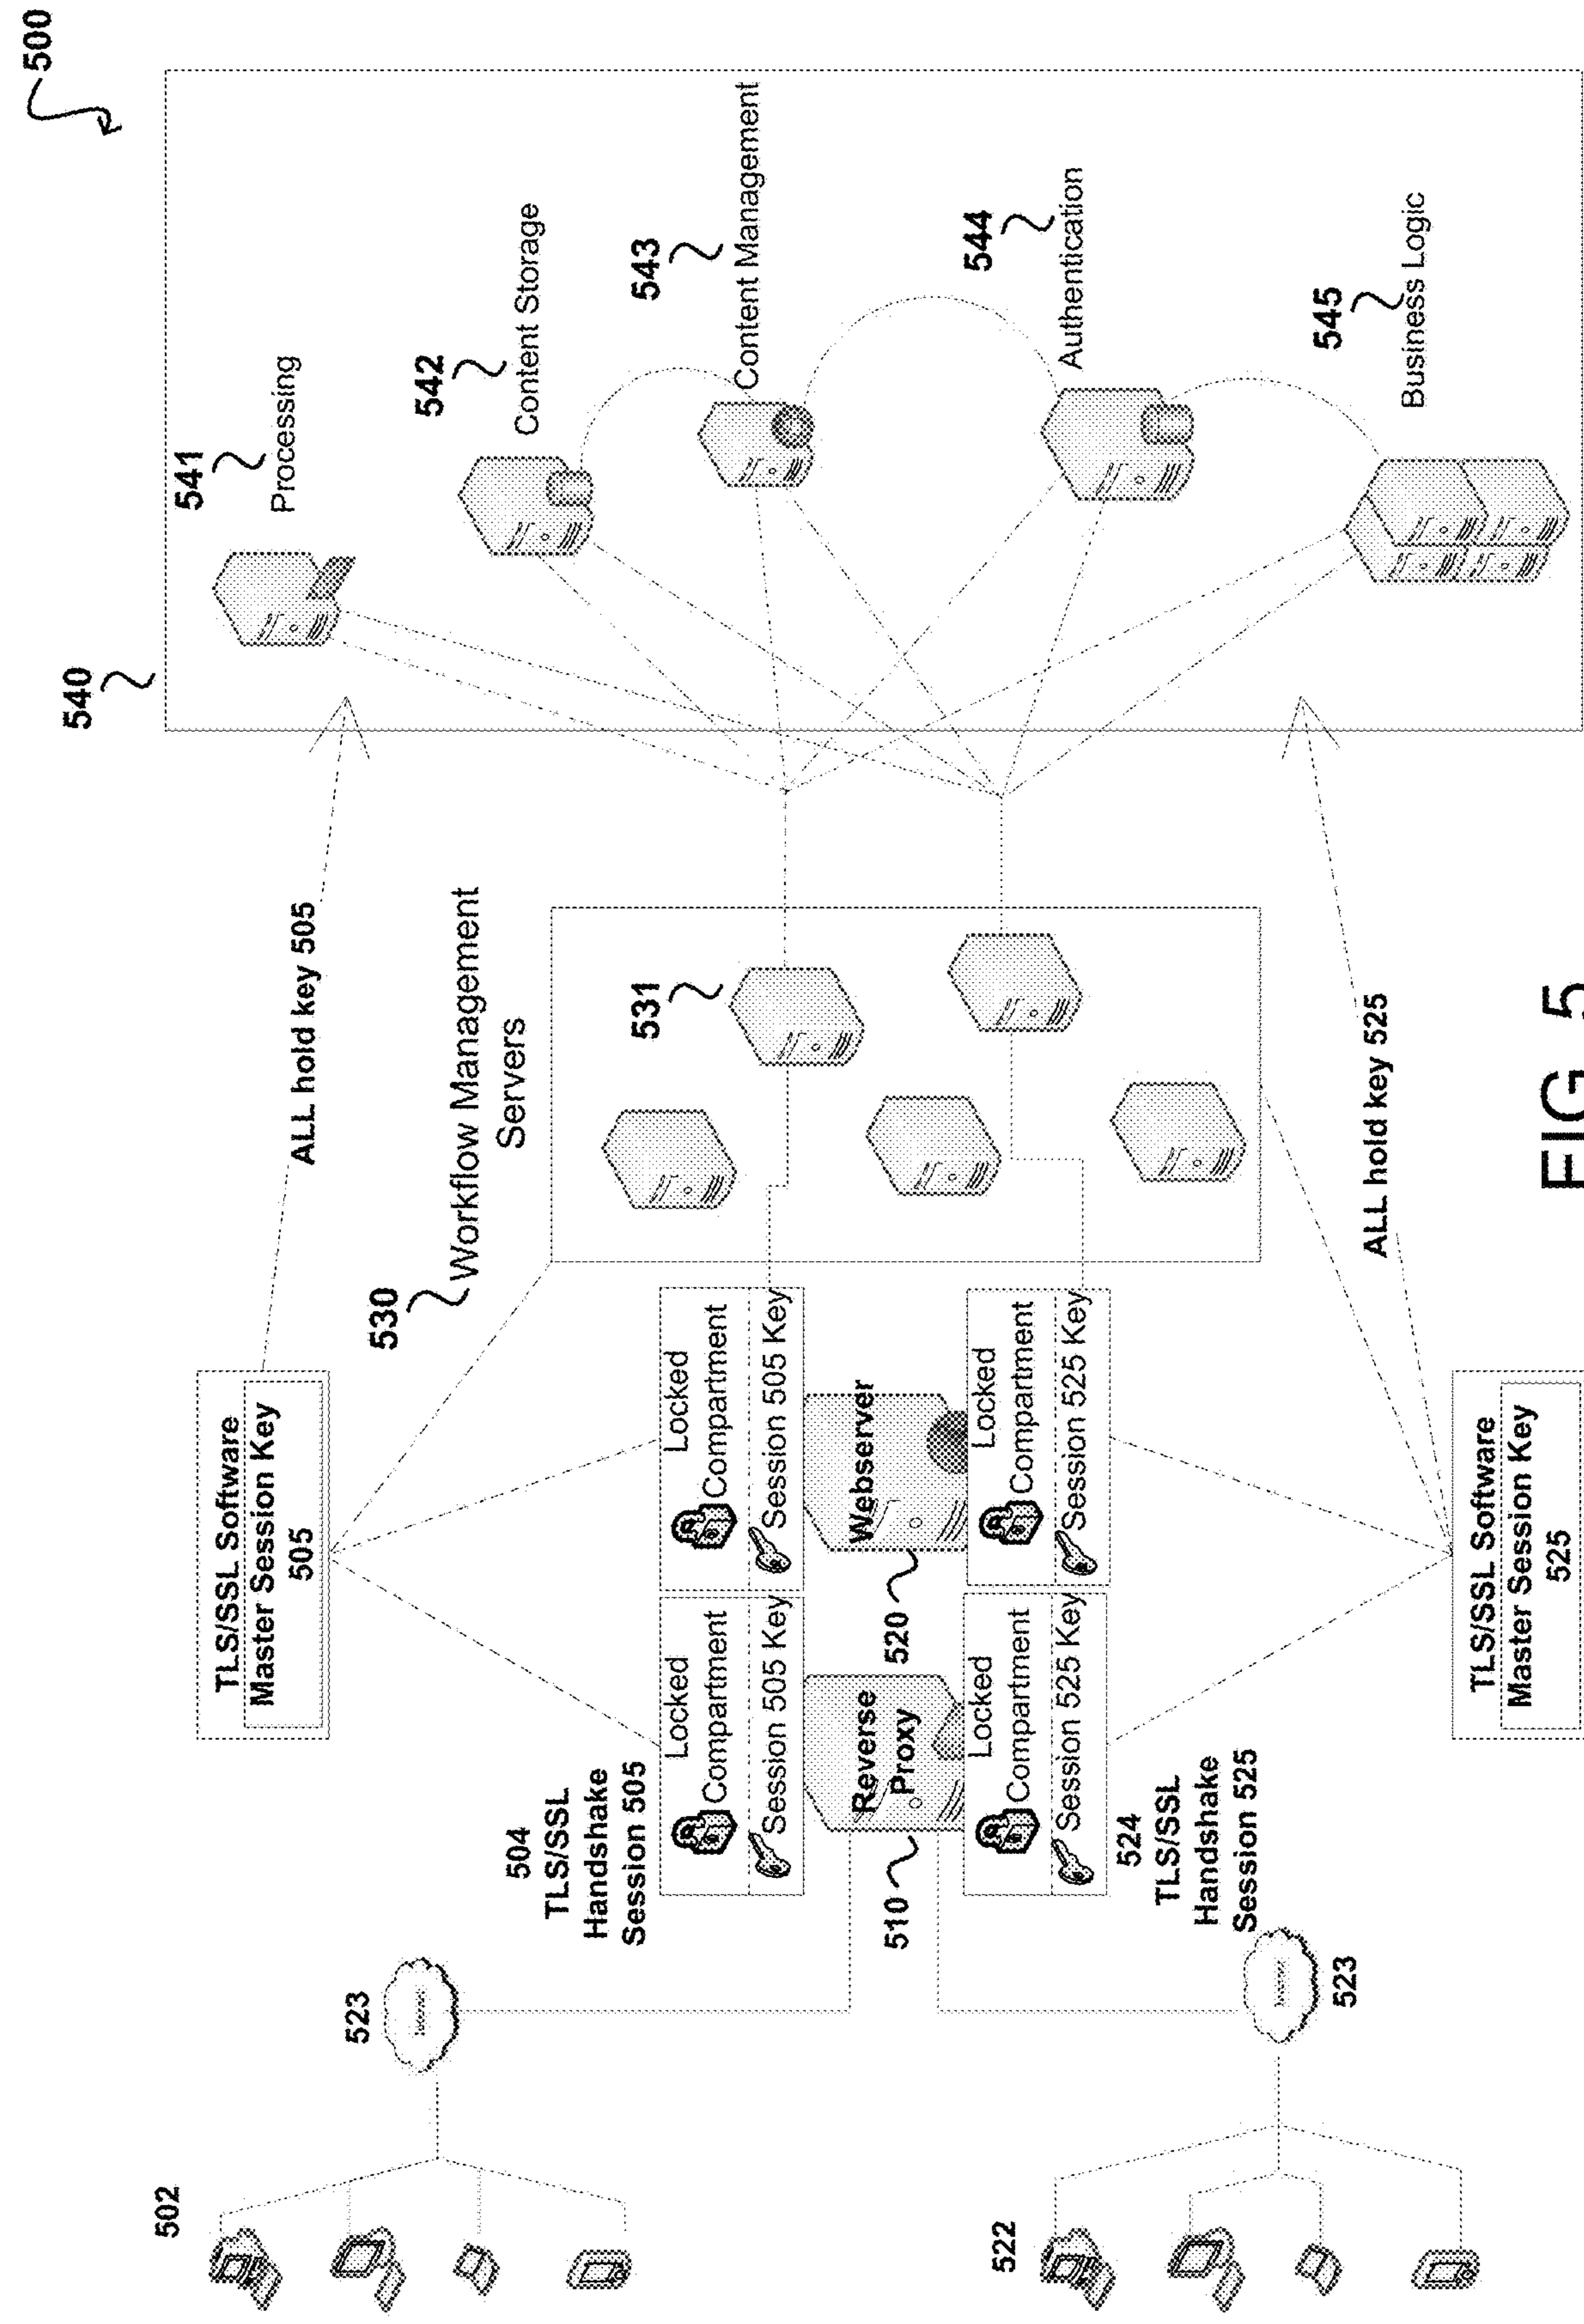 500
540
541
Processing
542
Content Storage
543
Content Management
544
Authentication
545
Business Logic
ALL hold key 505
530
Workflow Management
Servers
531
ALL hold key 525
TLS/SSL Software
Master Session Key
505
Locked
Compartment
Session 505 Key
Locked
Compartment
Session 505 Key
504
TLS/SSL
Handshake
Session 505
Reverse
Proxy
510
Webserver
520
Locked
Compartment
Session 525 Key
Locked
Compartment
Session 525 Key
524
TLS/SSL
Handshake
Session 525
TLS/SSL Software
Master Session Key
525
523
523
502
522
FIG. 5